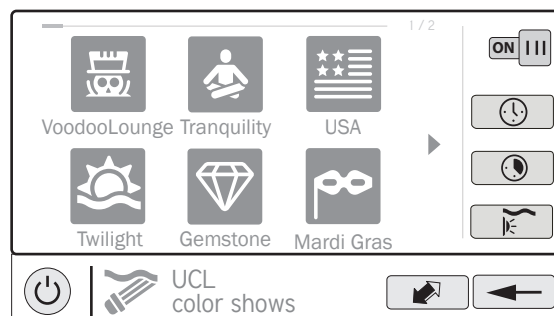 1 / 2
ON
VoodooLounge Tranquility USA
Twilight Gemstone Mardi Gras
UCL
color shows